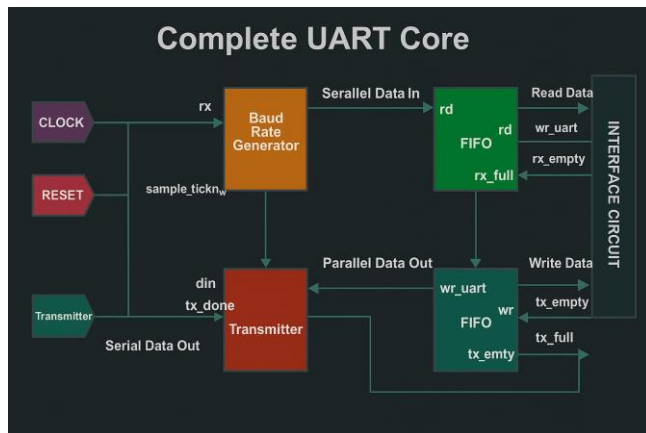 Complete UART Core
CLOCK
RESET
Transmitter
rx
sample_tickn_w
Baud
Rate
Generator
Serallel Data In
rd
rd
FIFO
rx_full
Read Data
wr_uart
rx_empty
INTERFACE CIRCUIT
din
tx_done
Serial Data Out
Transmitter
Parallel Data Out
wr_uart
wr
FIFO
tx_emty
Write Data
tx_empty
tx_full